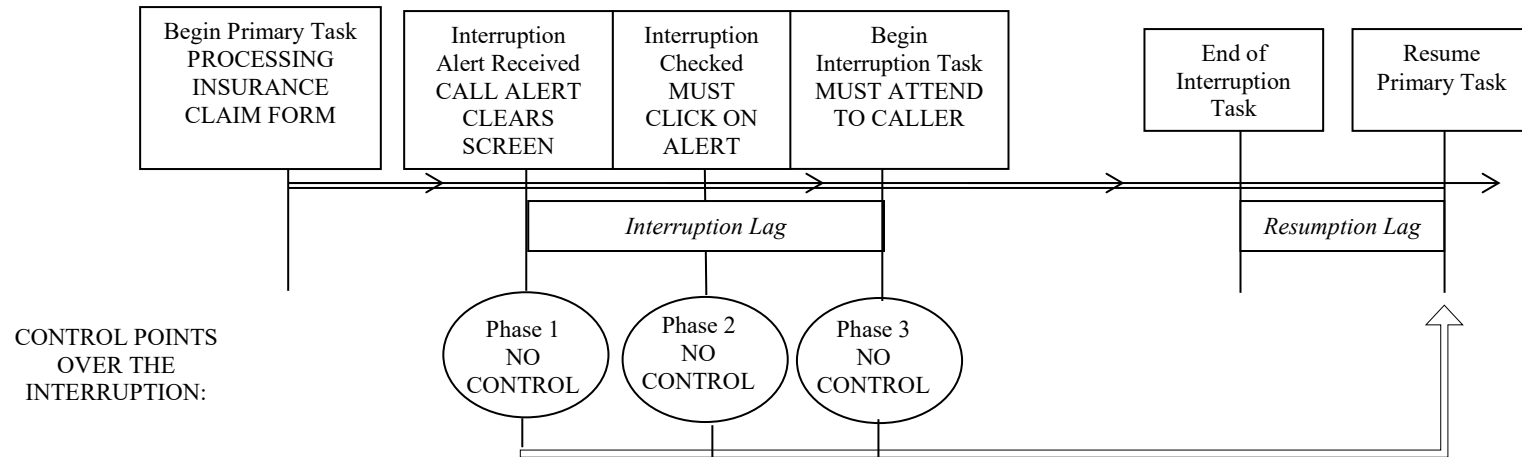 Begin Primary Task
PROCESSING
INSURANCE
CLAIM FORM
Interruption
Alert Received
CALL ALERT
CLEARS
SCREEN
Interruption
Checked
MUST
CLICK ON
ALERT
Begin
Interruption Task
MUST ATTEND
TO CALLER
End of
Interruption
Task
Resume
Primary Task
Interruption Lag
Resumption Lag
CONTROL POINTS
OVER THE
INTERRUPTION:
Phase 1
NO
CONTROL
Phase 2
NO
CONTROL
Phase 3
NO
CONTROL